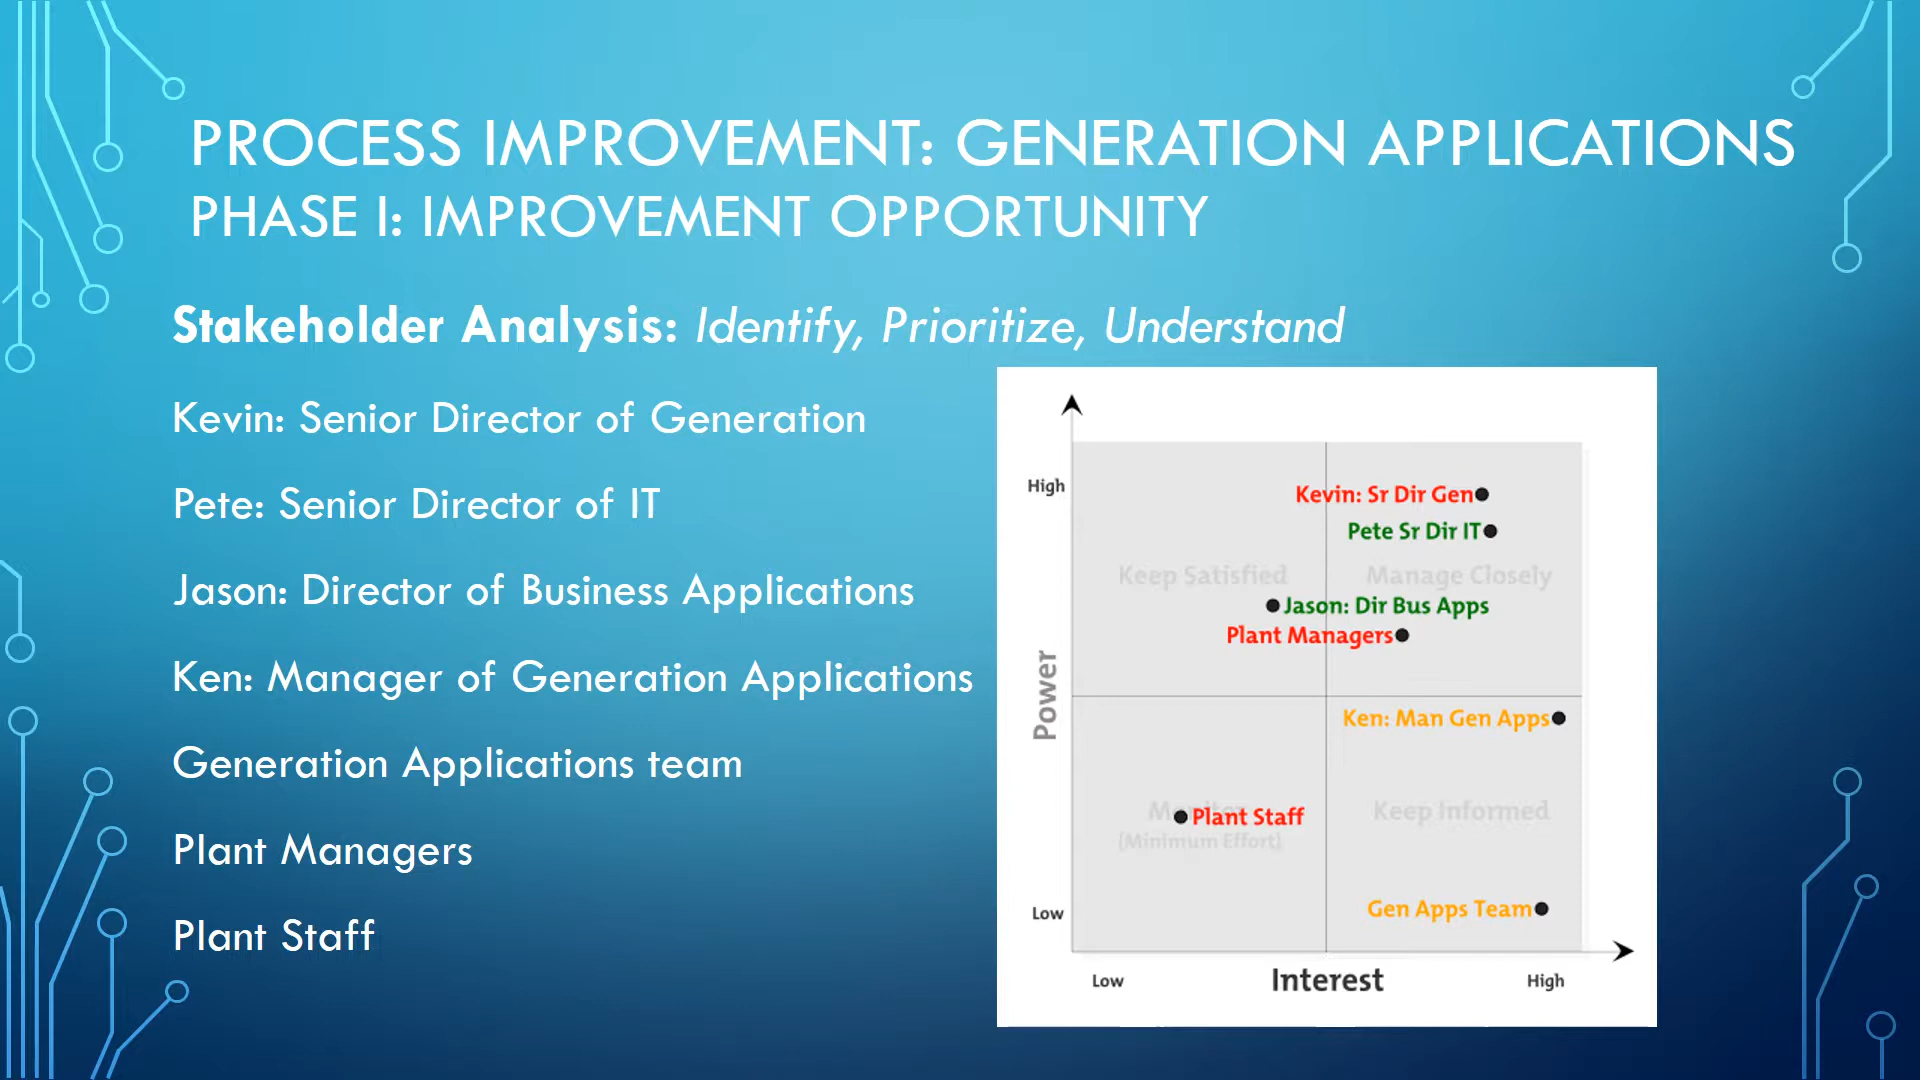 PROCESS IMPROVEMENT: GENERATION APPLICATIONS
PHASE I: IMPROVEMENT OPPORTUNITY
Stakeholder Analysis: Identify, Prioritize, Understand
Kevin: Senior Director of Generation
Pete: Senior Director of IT
Jason: Director of Business Applications
Ken: Manager of Generation Applications
Generation Applications team
Plant Managers
Plant Staff
High
Kevin: Sr Dir Gen
Pete Sr Dir IT
Keep Satisfied
Manage Closely
Jason: Dir Bus Apps
Plant Managers
Power
Ken: Man Gen Apps
Monitor
Plant Staff
Keep Informed
(Minimum Effort)
Gen Apps Team
Low
Low
Interest
High